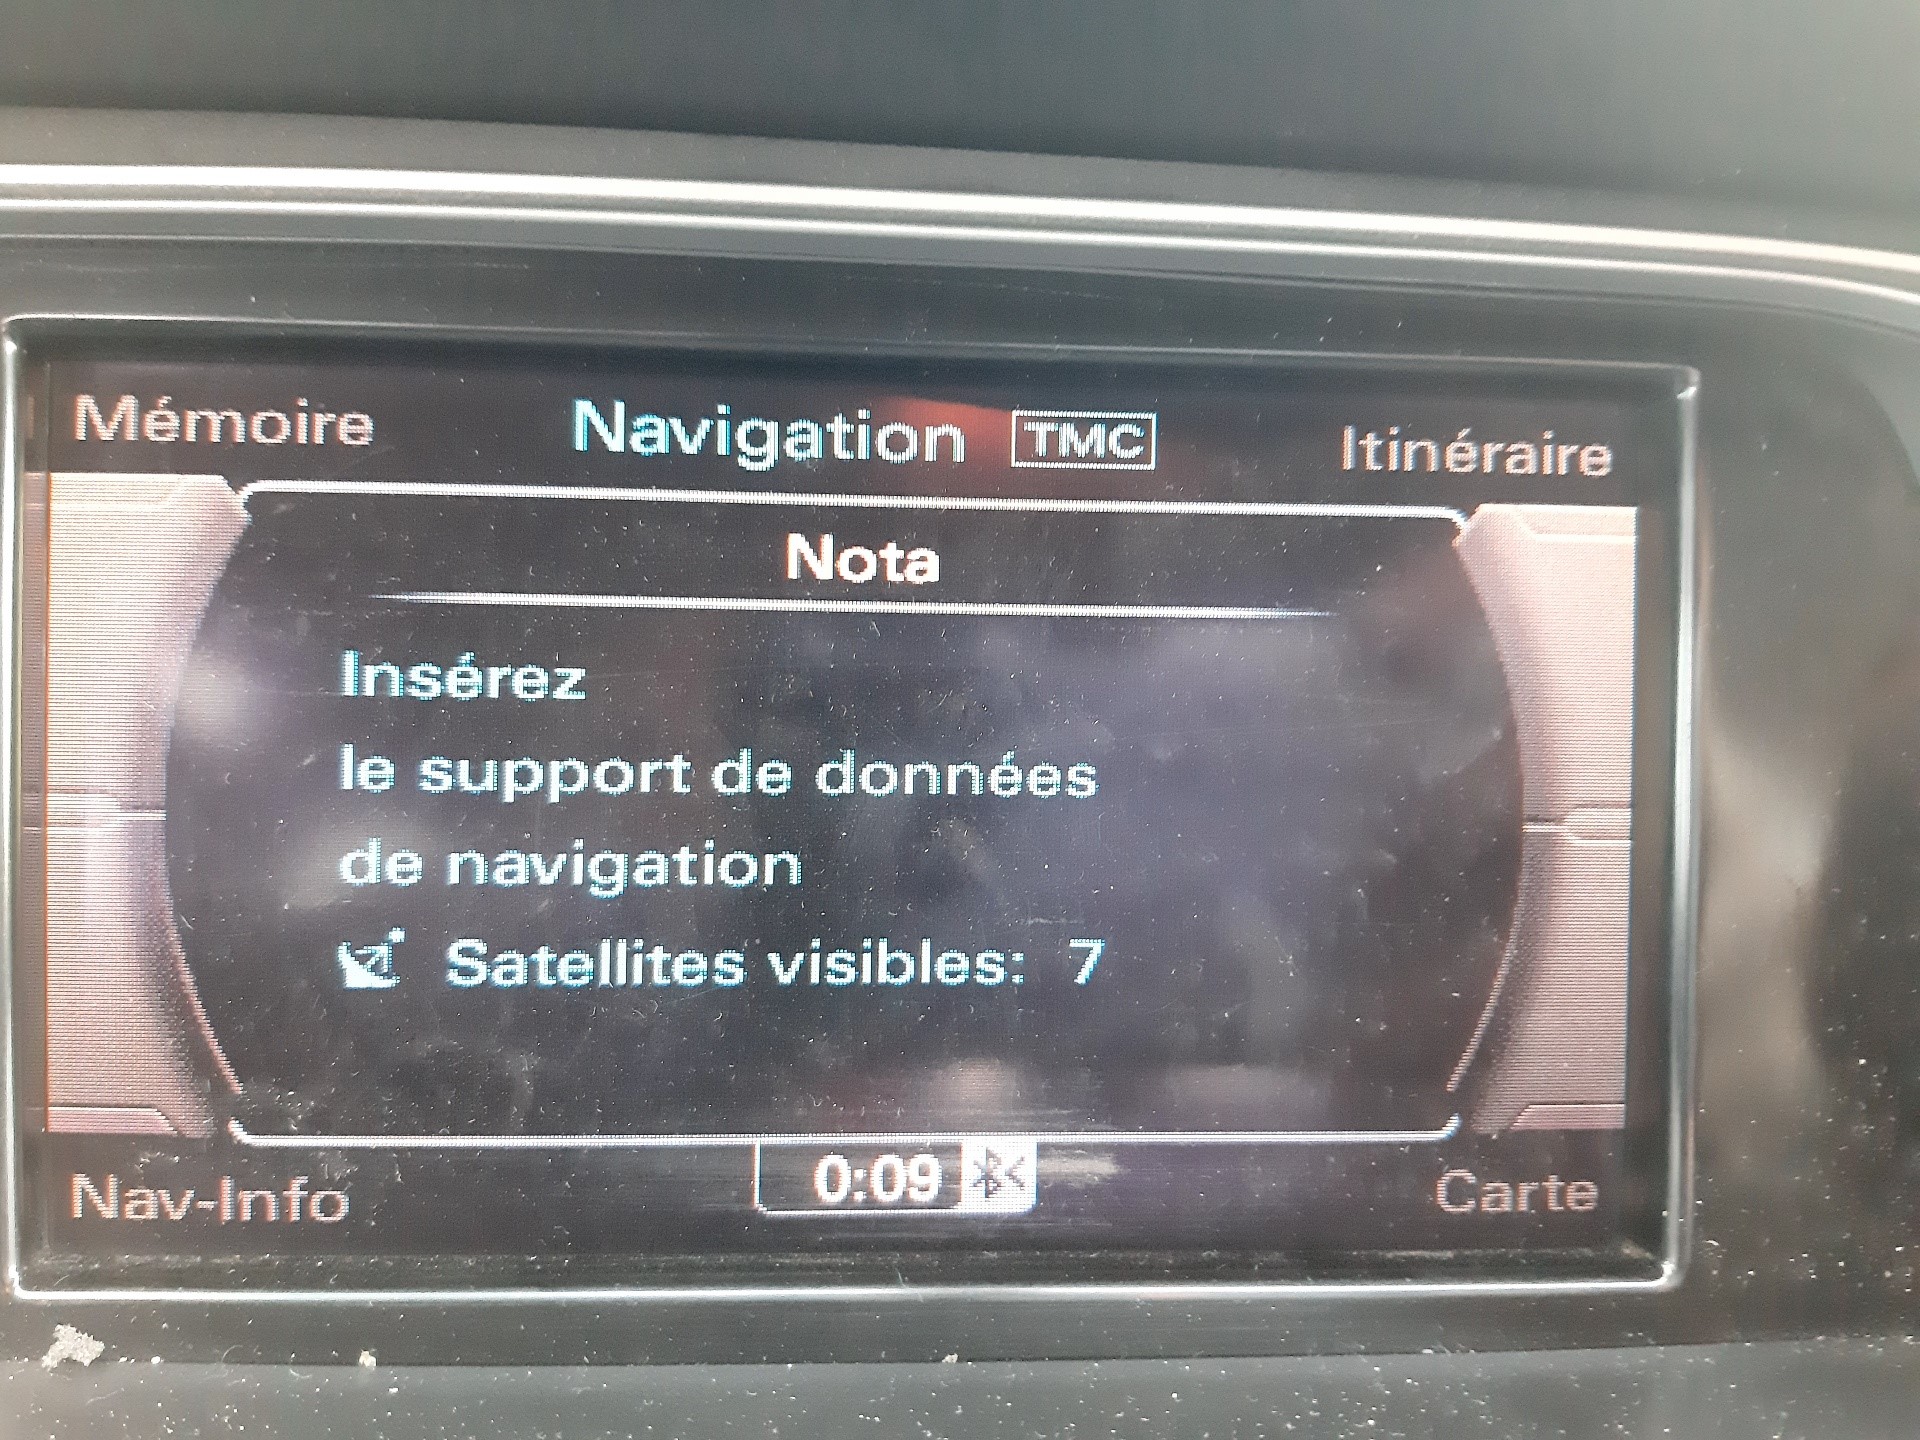 Mémoire Navigation TMC Itinéraire
Nota
Insérez
le support de données
de navigation
Satellites visibles: 7
0:09
Nav-Info Carte